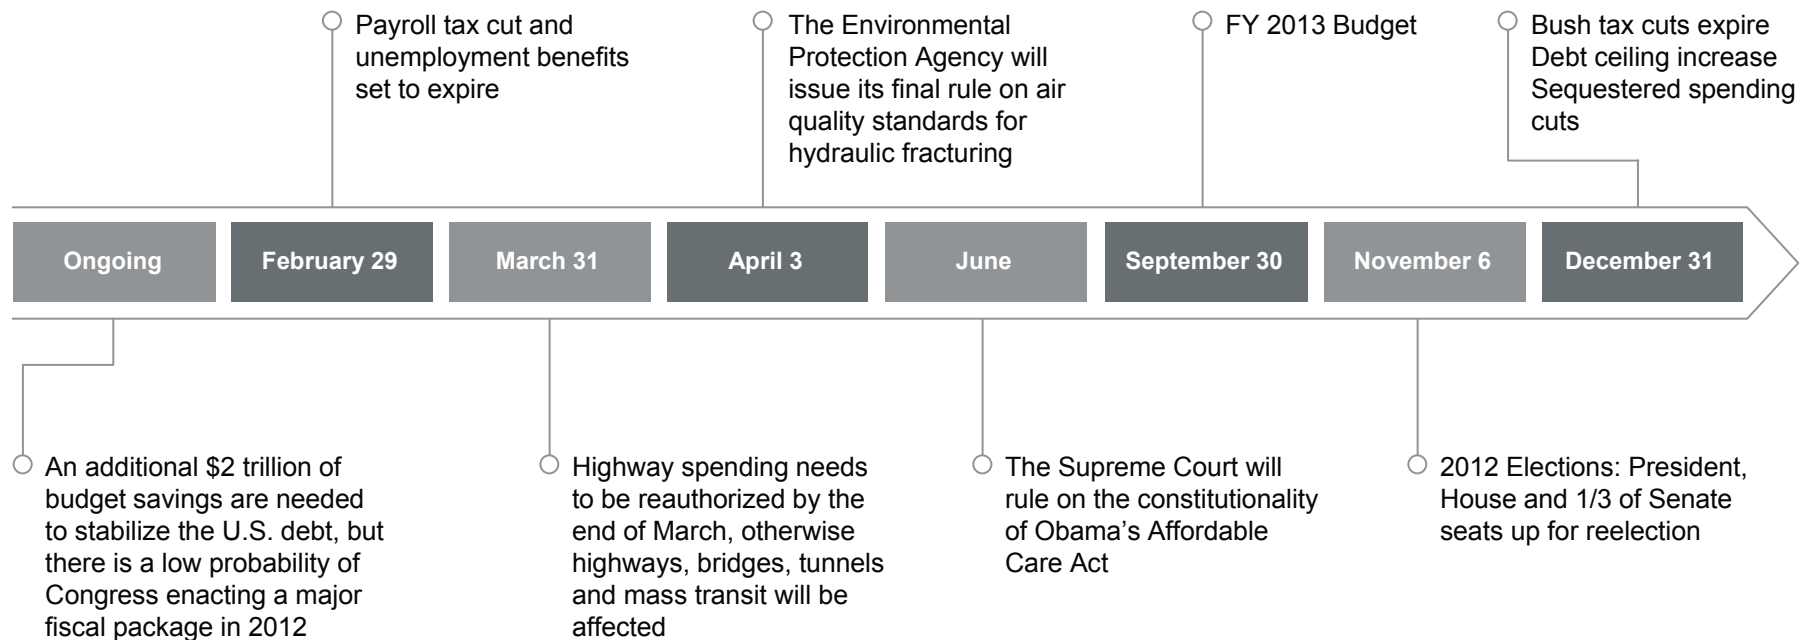 Payroll tax cut and
unemployment benefits
set to expire
The Environmental
Protection Agency will
issue its final rule on air
quality standards for
hydraulic fracturing
FY 2013 Budget
Bush tax cuts expire
Debt ceiling increase
Sequestered spending
cuts
Ongoing
February 29
March 31
April 3
June
September 30
November 6
December 31
An additional $2 trillion of
budget savings are needed
to stabilize the U.S. debt, but
there is a low probability of
Congress enacting a major
fiscal package in 2012
Highway spending needs
to be reauthorized by the
end of March, otherwise
highways, bridges, tunnels
and mass transit will be
affected
The Supreme Court will
rule on the constitutionality
of Obama’s Affordable
Care Act
2012 Elections: President,
House and 1/3 of Senate
seats up for reelection